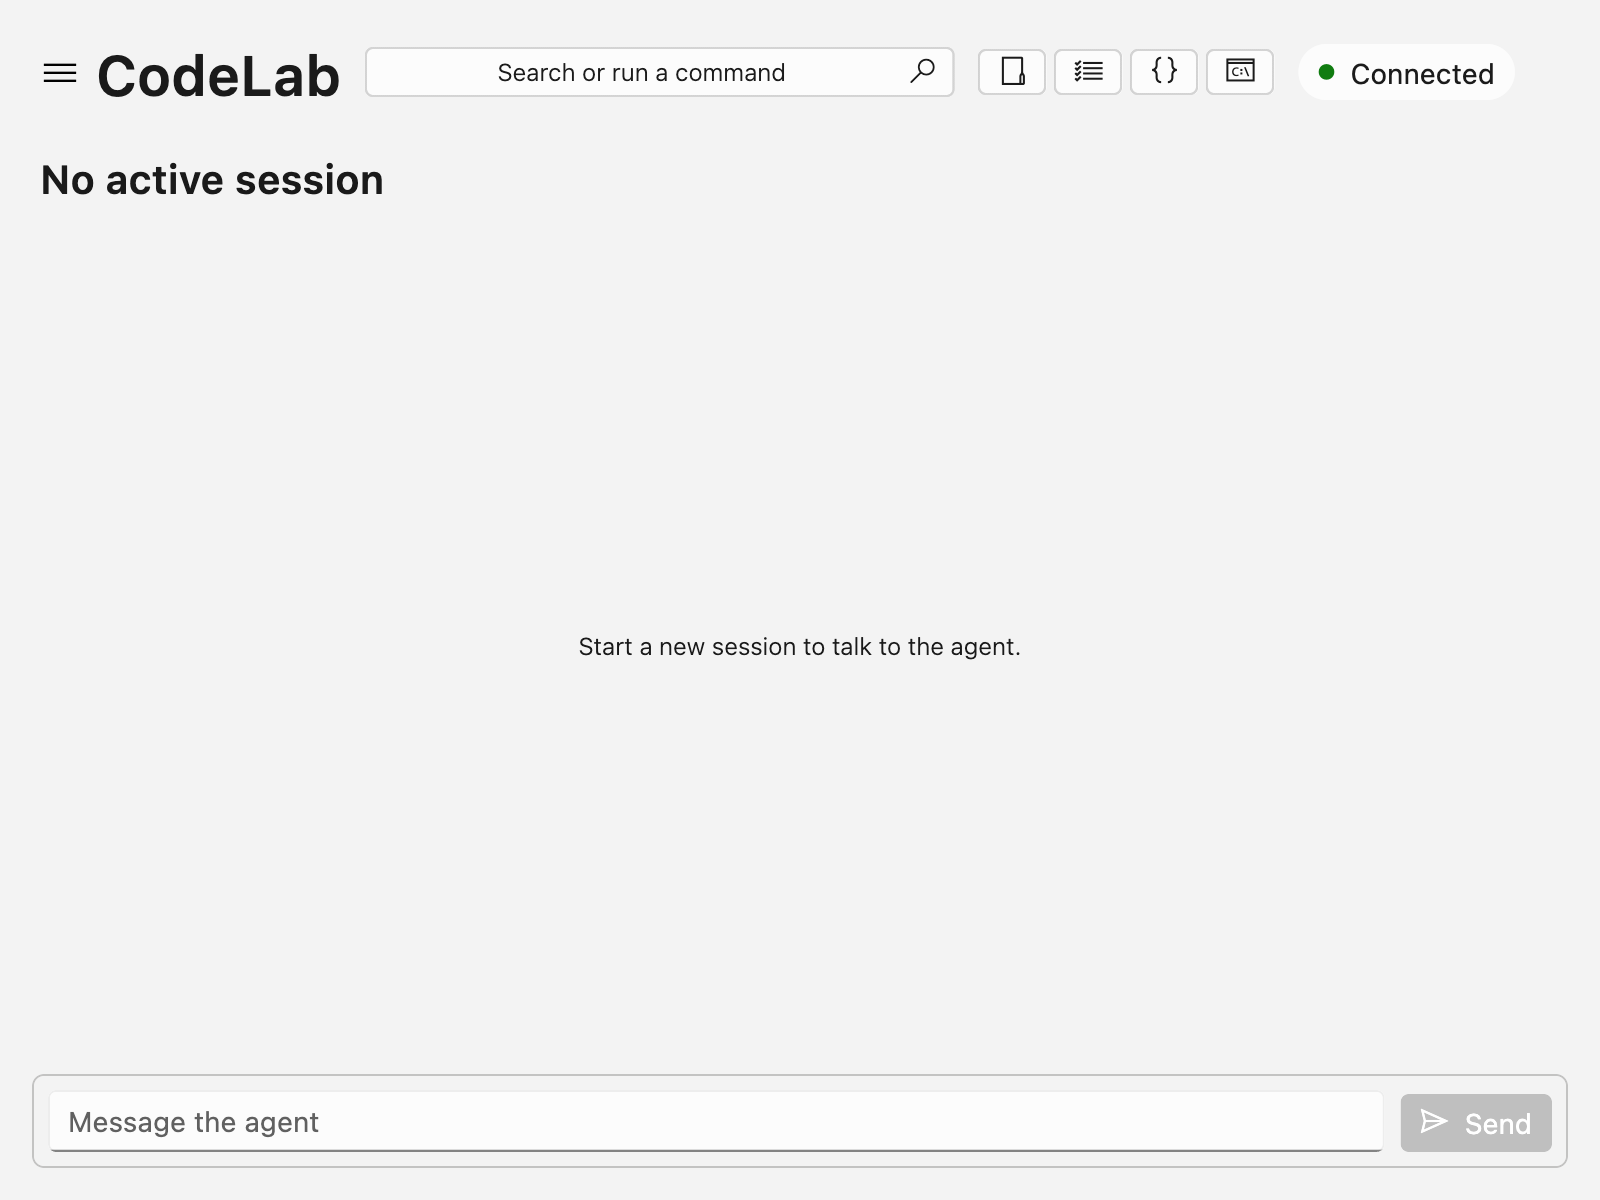 CodeLab
Search or run a command
C:\
Connected
No active session
Start a new session to talk to the agent.
Message the agent
Send